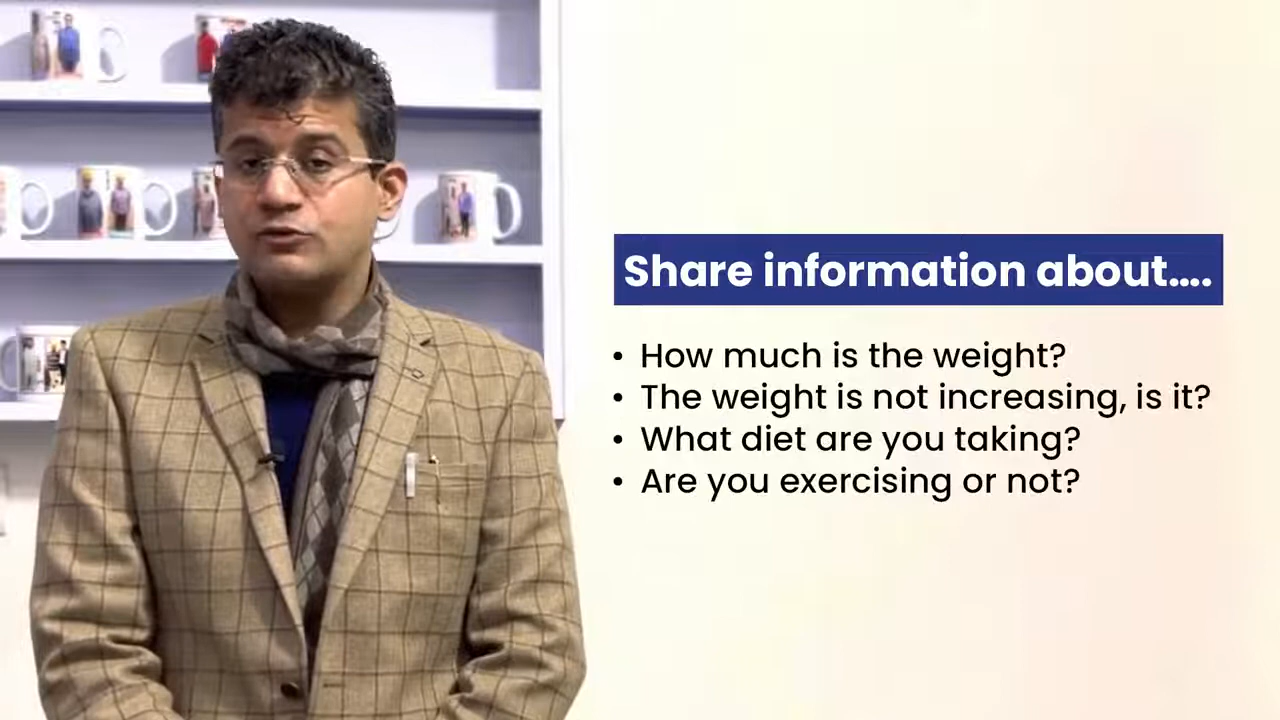 Share information about....
• How much is the weight?
• The weight is not increasing, is it?
• What diet are you taking?
• Are you exercising or not?